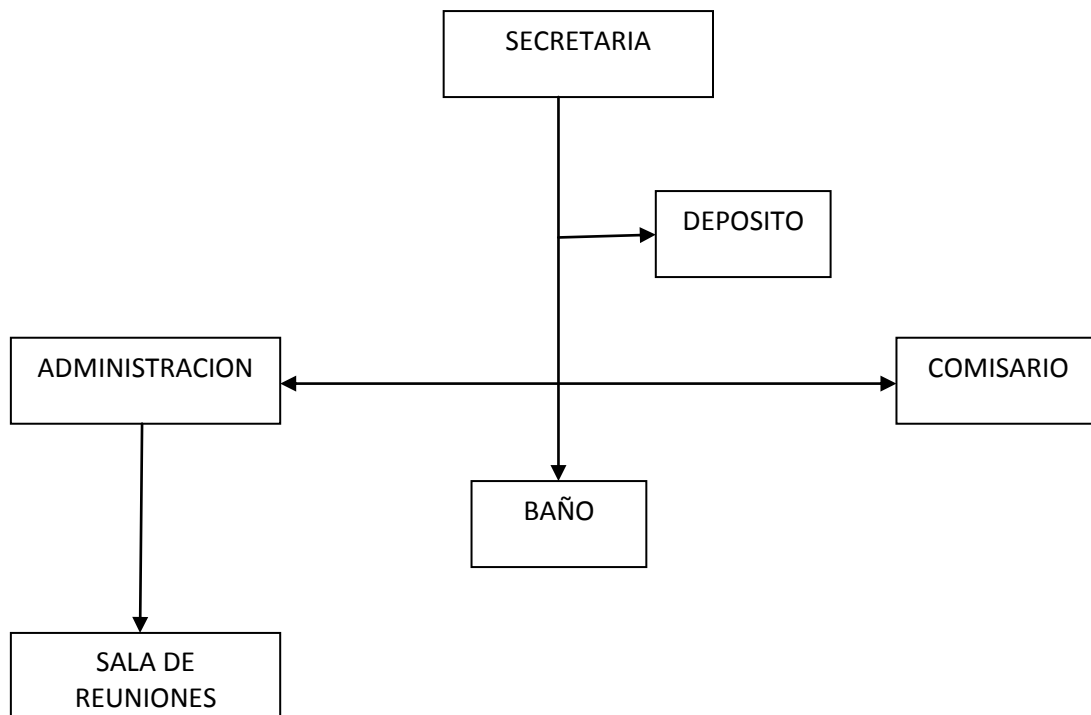 SECRETARIA
DEPOSITO
ADMINISTRACION
COMISARIO
BAÑO
SALA DE
REUNIONES